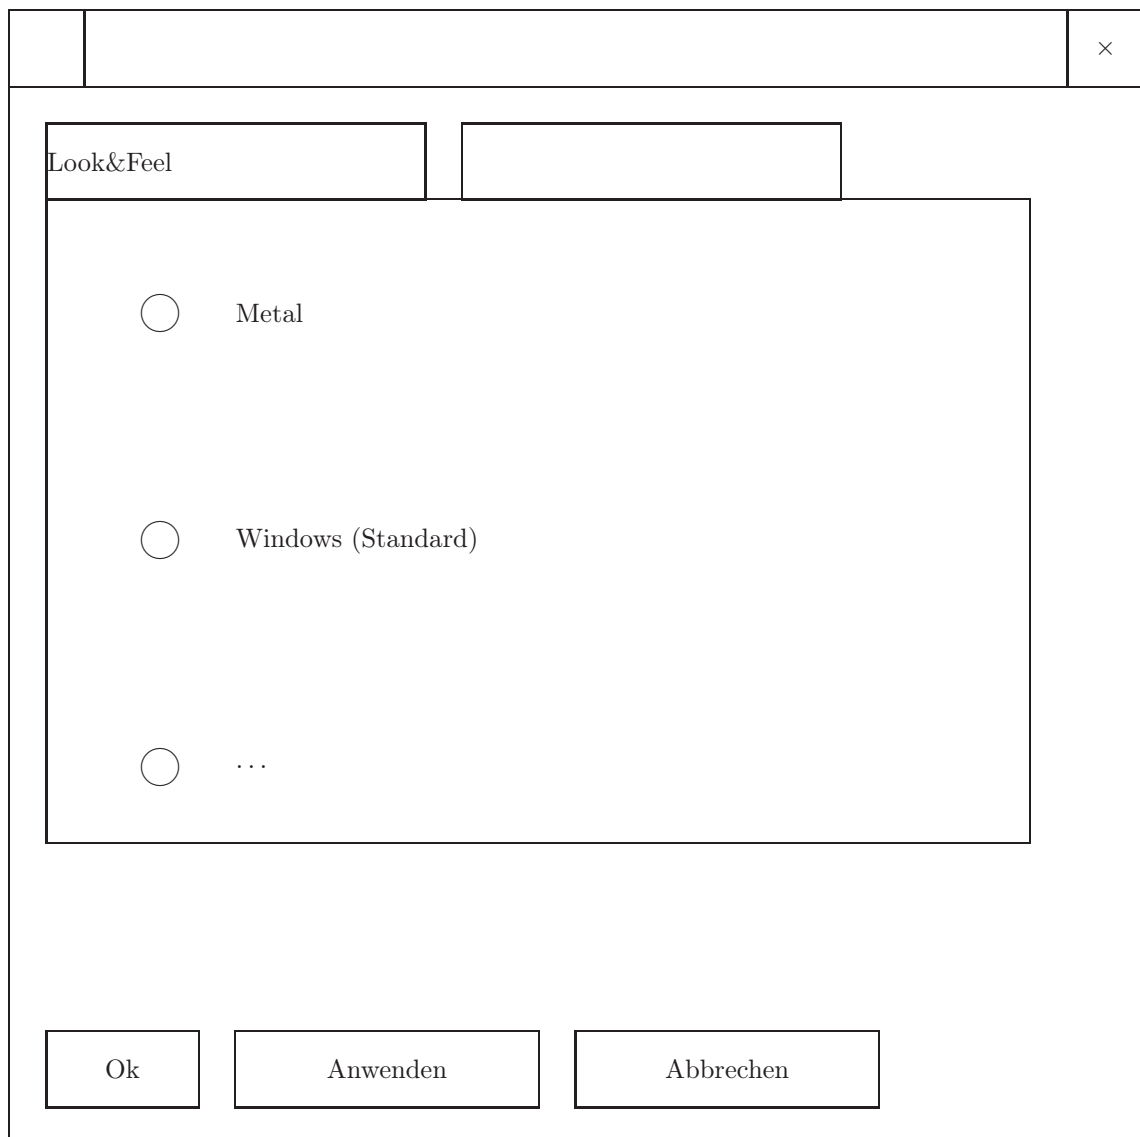 ×
Look&Feel
Metal
Windows (Standard)
...
Ok
Anwenden
Abbrechen